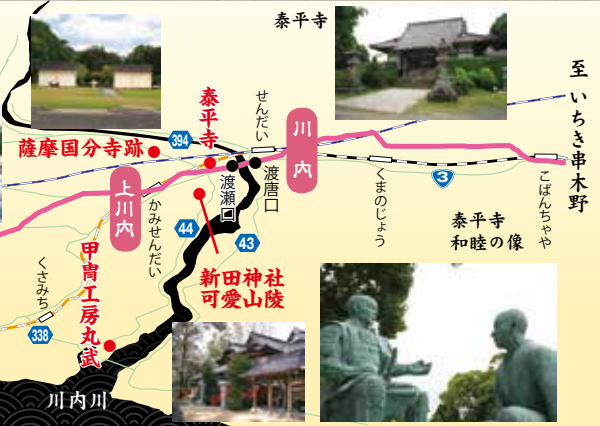 泰平寺
至 いちき串木野
泰平寺
せんだい
川内
394
薩摩国分寺跡
渡唐口
渡瀬口
くまのじょう
3
こばんちゃや
上川内
かみせんだい
44
43
泰平寺
和睦の像
新田神社
可愛山陵
甲冑工房丸武
くさみち
338
川内川